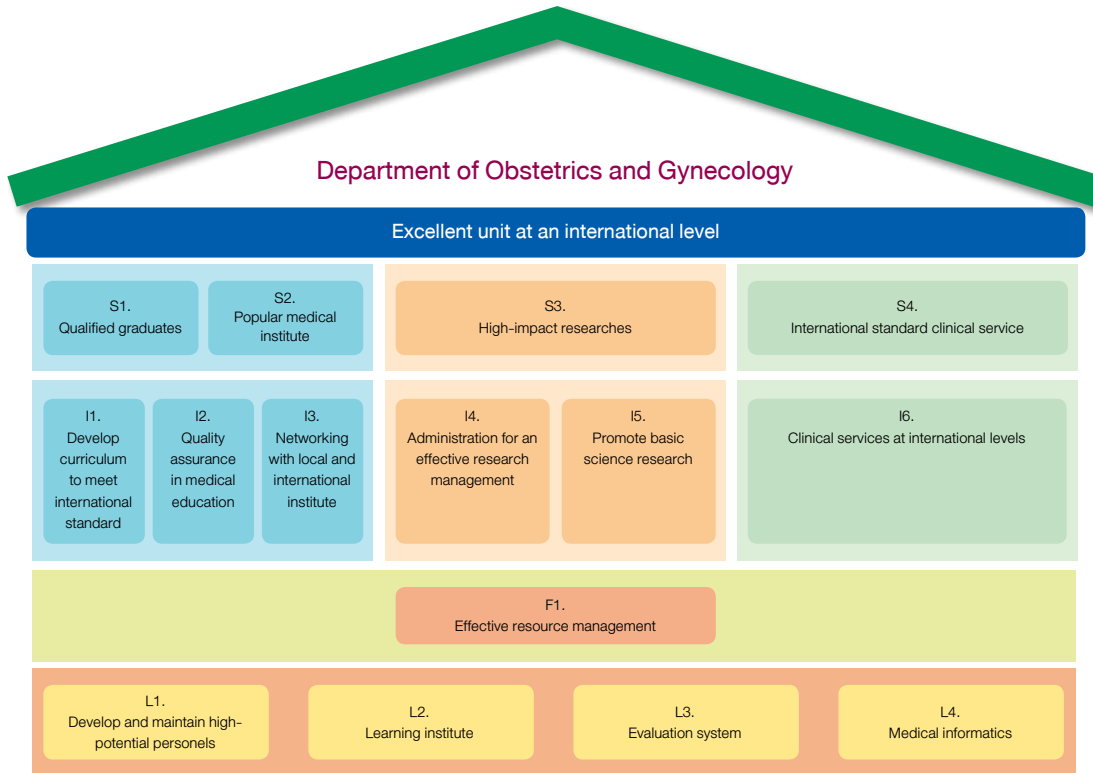 Department of Obstetrics and Gynecology
Excellent unit at an international level
S1.
Qualified graduates
S2.
Popular medical
institute
S3.
High-impact researches
S4.
International standard clinical service
I1.
Develop
curriculum
to meet
international
standard
I2.
Quality
assurance
in medical
education
I3.
Networking
with local and
international
institute
I4.
Administration for an
effective research
management
I5.
Promote basic
science research
I6.
Clinical services at international levels
F1.
Effective resource management
L1.
Develop and maintain high-
potential personels
L2.
Learning institute
L3.
Evaluation system
L4.
Medical informatics